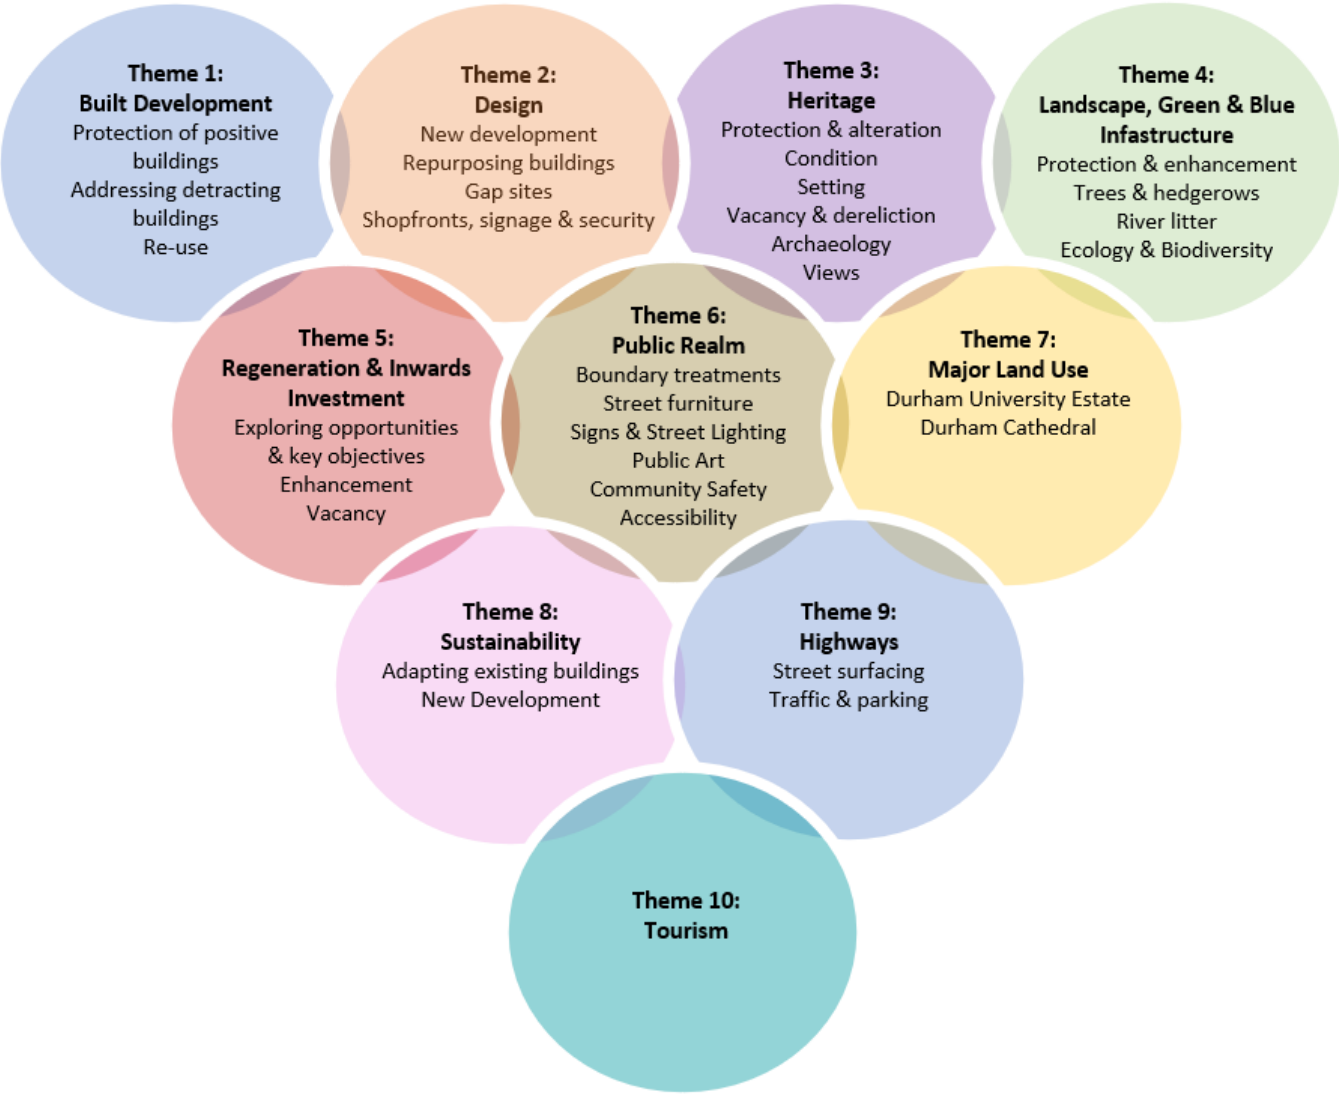 Theme 1:
Built Development
Protection of positive
buildings
Addressing detracting
buildings
Re-use
Theme 2:
Design
New development
Repurposing buildings
Gap sites
Shopfronts, signage & security
Theme 3:
Heritage
Protection & alteration
Condition
Setting
Vacancy & dereliction
Archaeology
Views
Theme 4:
Landscape, Green & Blue
Infastructure
Protection & enhancement
Trees & hedgerows
River litter
Ecology & Biodiversity
Theme 5:
Regeneration & Inwards
Investment
Exploring opportunities
& key objectives
Enhancement
Vacancy
Theme 6:
Public Realm
Boundary treatments
Street furniture
Signs & Street Lighting
Public Art
Community Safety
Accessibility
Theme 7:
Major Land Use
Durham University Estate
Durham Cathedral
Theme 8:
Sustainability
Adapting existing buildings
New Development
Theme 9:
Highways
Street surfacing
Traffic & parking
Theme 10:
Tourism